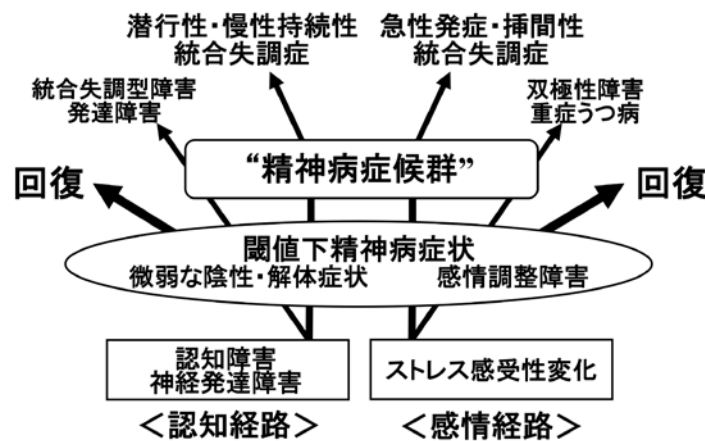 潜行性・慢性持続性
統合失調症
急性発症・挿間性
統合失調症
統合失調型障害
発達障害
双極性障害
重症うつ病
“精神病症候群”
回復
回復
閾値下精神病症状
微弱な陰性・解体症状
感情調整障害
認知障害
神経発達障害
ストレス感受性変化
＜認知経路＞
＜感情経路＞